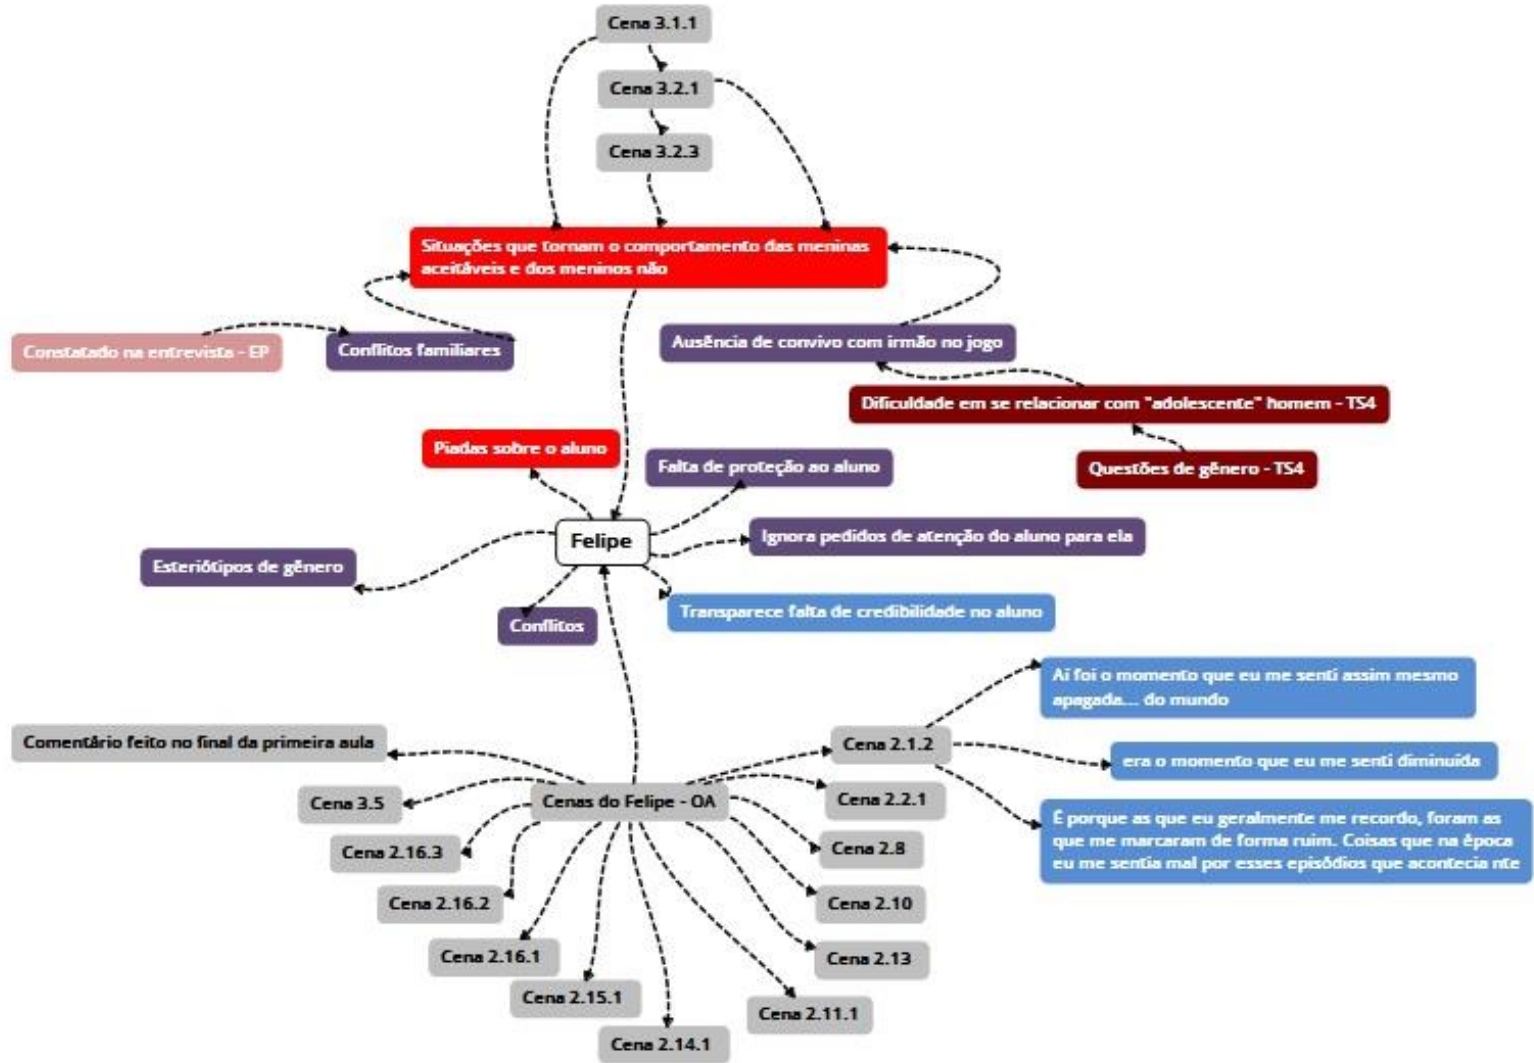 Cena 3.1.1
Cena 3.2.1
Cena 3.2.3
Situações que tornam o comportamento das meninas
aceitáveis e dos meninos não
Constatado na entrevista - EP
Conflitos familiares
Ausência de convivo com irmão no jogo
Dificuldade em se relacionar com "adolescente" homem - TS4
Questões de gênero - TS4
Piadas sobre o aluno
Falta de proteção ao aluno
Felipe
Ignora pedidos de atenção do aluno para ela
Esteriótipos de gênero
Conflitos
Transparece falta de credibilidade no aluno
Comentário feito no final da primeira aula
Cena 3.5
Cena 2.16.3
Cena 2.16.2
Cena 2.16.1
Cena 2.15.1
Cena 2.14.1
Cenas do Felipe - OA
Cena 2.1.2
Cena 2.2.1
Cena 2.8
Cena 2.10
Cena 2.13
Cena 2.11.1
Aí foi o momento que eu me senti assim mesmo
apagada... do mundo
era o momento que eu me senti diminuída
É porque as que eu geralmente me recordo, foram as
que me marcaram de forma ruim. Coisas que na época
eu me sentia mal por esses episódios que acontecia nte